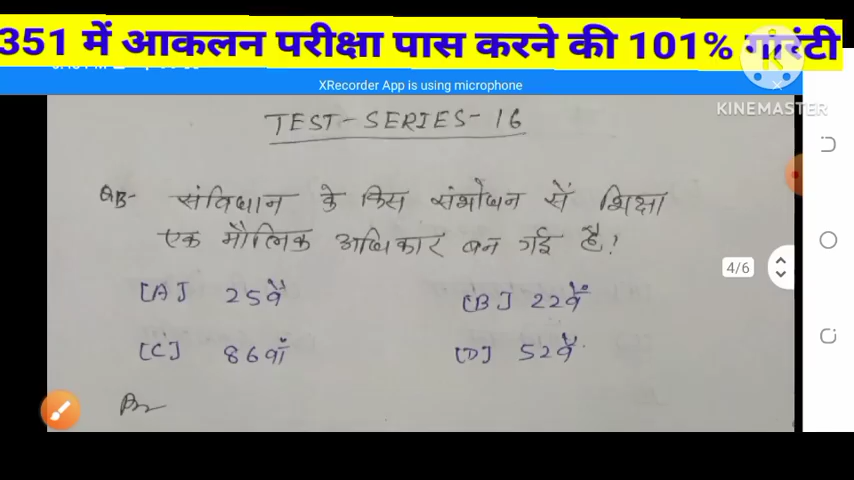 351 में आकलन परीक्षा पास करने की 101% गारंटी
XRecorder App is using microphone
KINEMASTER
TEST-SERIES-16
संविधान के किस संशोधन सें शिक्षा
एक मौलिक अधिकार बन गई है!
[A] 25वें
[B] 22वें
[C] 86वाँ
[D] 52वें
4/6